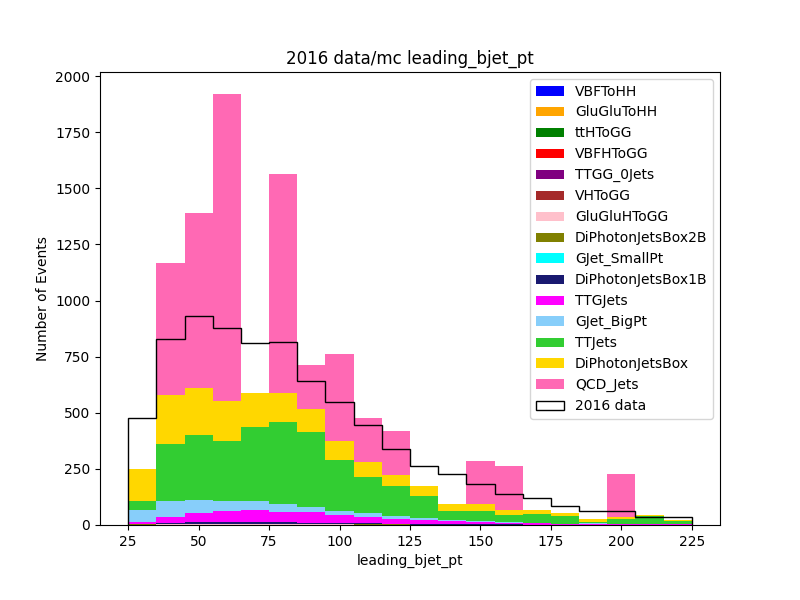 2016 data/mc leading_bjet_pt
Number of Events
2000
1750
1500
1250
1000
750
500
250
0
25 50 75 100 125 150 175 200 225
leading_bjet_pt
VBFToHH
GluGluToHH
ttHToGG
VBFHToGG
TTGG_0Jets
VHToGG
GluGluHToGG
DiPhotonJetsBox2B
GJet_SmallPt
DiPhotonJetsBox1B
TTGJets
GJet_BigPt
TTJets
DiPhotonJetsBox
QCD_Jets
2016 data